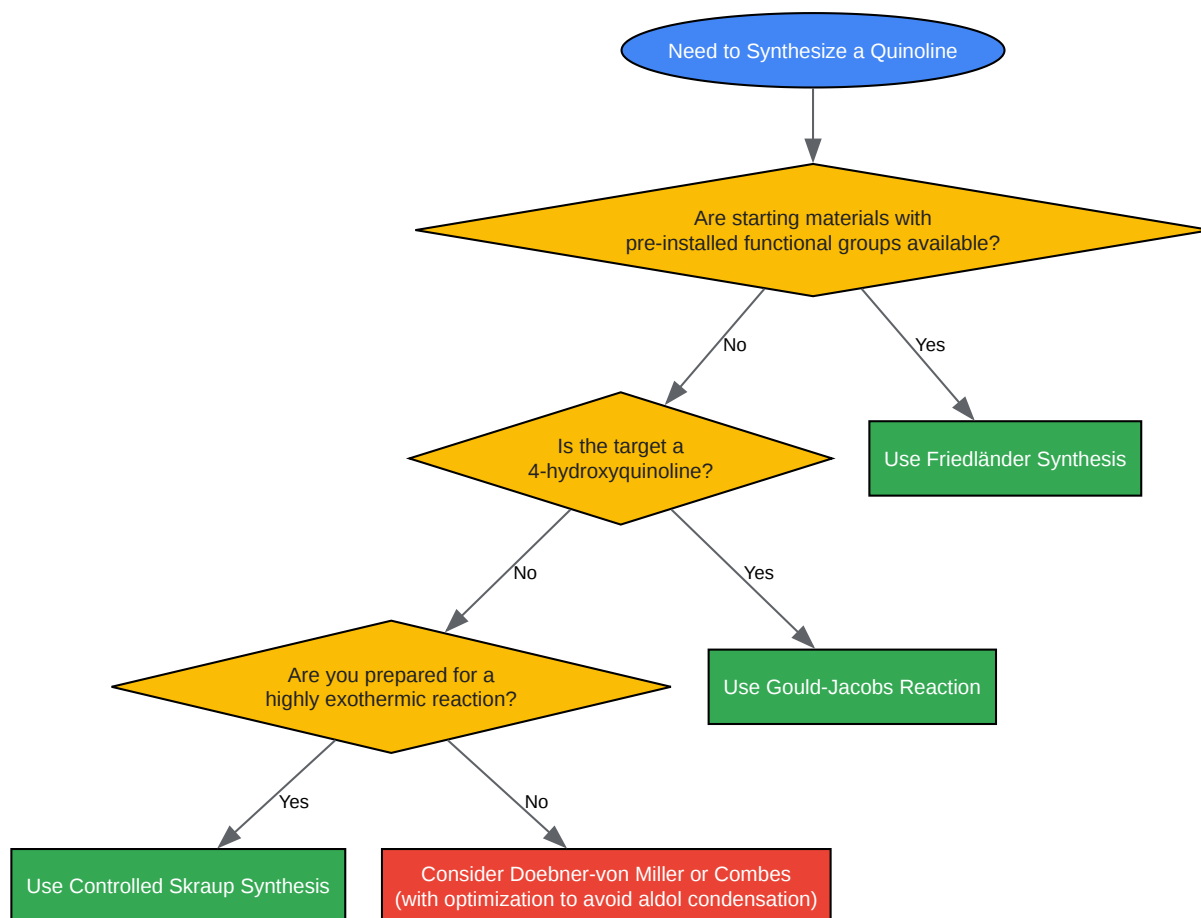 Need to Synthesize a Quinoline
Are starting materials with
pre-installed functional groups available?
No
Yes
Is the target a
4-hydroxyquinoline?
Use Friedländer Synthesis
No
Yes
Are you prepared for a
highly exothermic reaction?
Use Gould-Jacobs Reaction
Yes
No
Use Controlled Skraup Synthesis
Consider Doebner-von Miller or Combes
(with optimization to avoid aldol condensation)